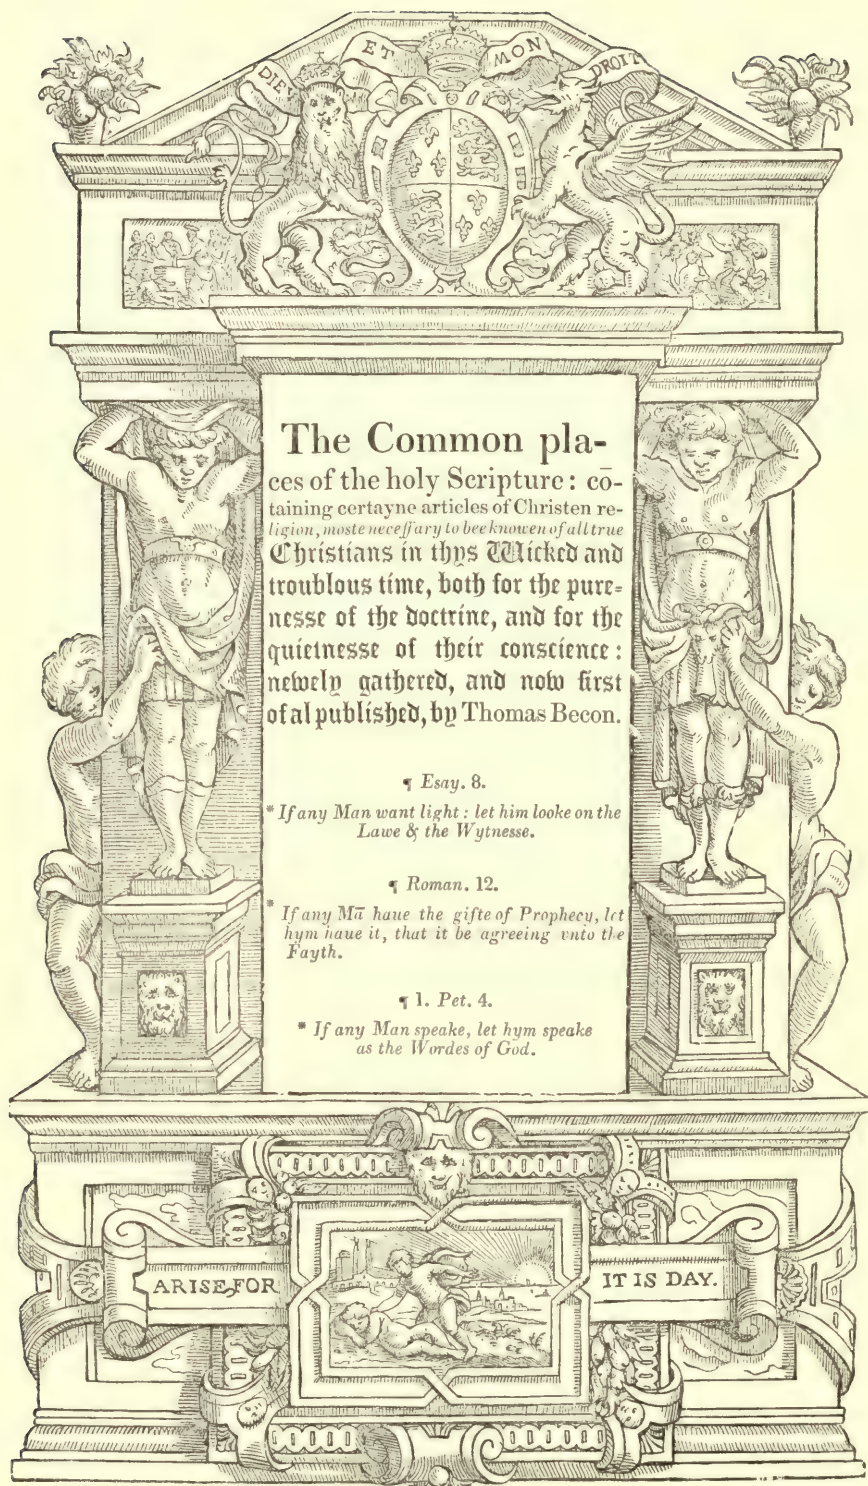 DIEV ET MON DROIT
The Common pla-
ces of the holy Scripture: cō-
taining certayne articles of Christen re-
ligion, moste necessary to bee knowen of all true
Christians in thys Wicked and
troublous time, both for the pure=
nesse of the doctrine, and for the
quietnesse of their conscience:
newely gathered, and now first
of al published, by Thomas Becon.
¶ Esay. 8.
* If any Man want light: let him looke on the
Lawe & the Wytnesse.
¶ Roman. 12.
* If any Mā haue the gifte of Prophecy, let
hym haue it, that it be agreeing vnto the
Fayth.
¶ 1. Pet. 4.
* If any Man speake, let hym speake
as the Wordes of God.
ARISE, FOR IT IS DAY.